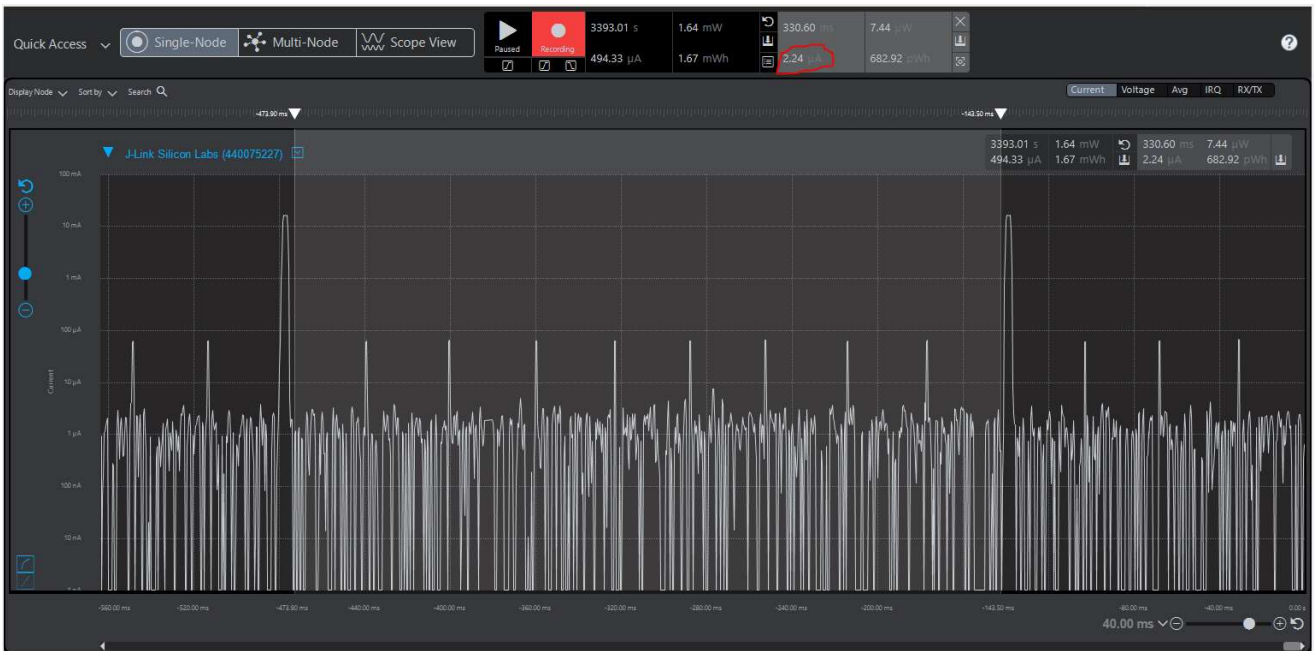 Quick Access
Single-Node
Multi-Node
Scope View
Paused
Recording
3393.01 s
1.64 mW
494.33 µA
1.67 mWh
330.60 ms
7.44 µW
2.24 µA
682.92 pWh
Display Node
Sort by
Search
Current
Voltage
Avg
IRQ
RX/TX
-473.90 ms
-143.50 ms
J-Link Silicon Labs (440075227)
3393.01 s 1.64 mW 330.60 ms 7.44 µW
494.33 µA 1.67 mWh 2.24 µA 682.92 pWh
100 mA
10 mA
1 mA
100 µA
10 µA
1 µA
100 nA
10 nA
Current
-560.00 ms
-520.00 ms
-473.90 ms
-440.00 ms
-400.00 ms
-360.00 ms
-320.00 ms
-280.00 ms
-240.00 ms
-200.00 ms
-143.50 ms
-80.00 ms
-40.00 ms
0.00 s
40.00 ms